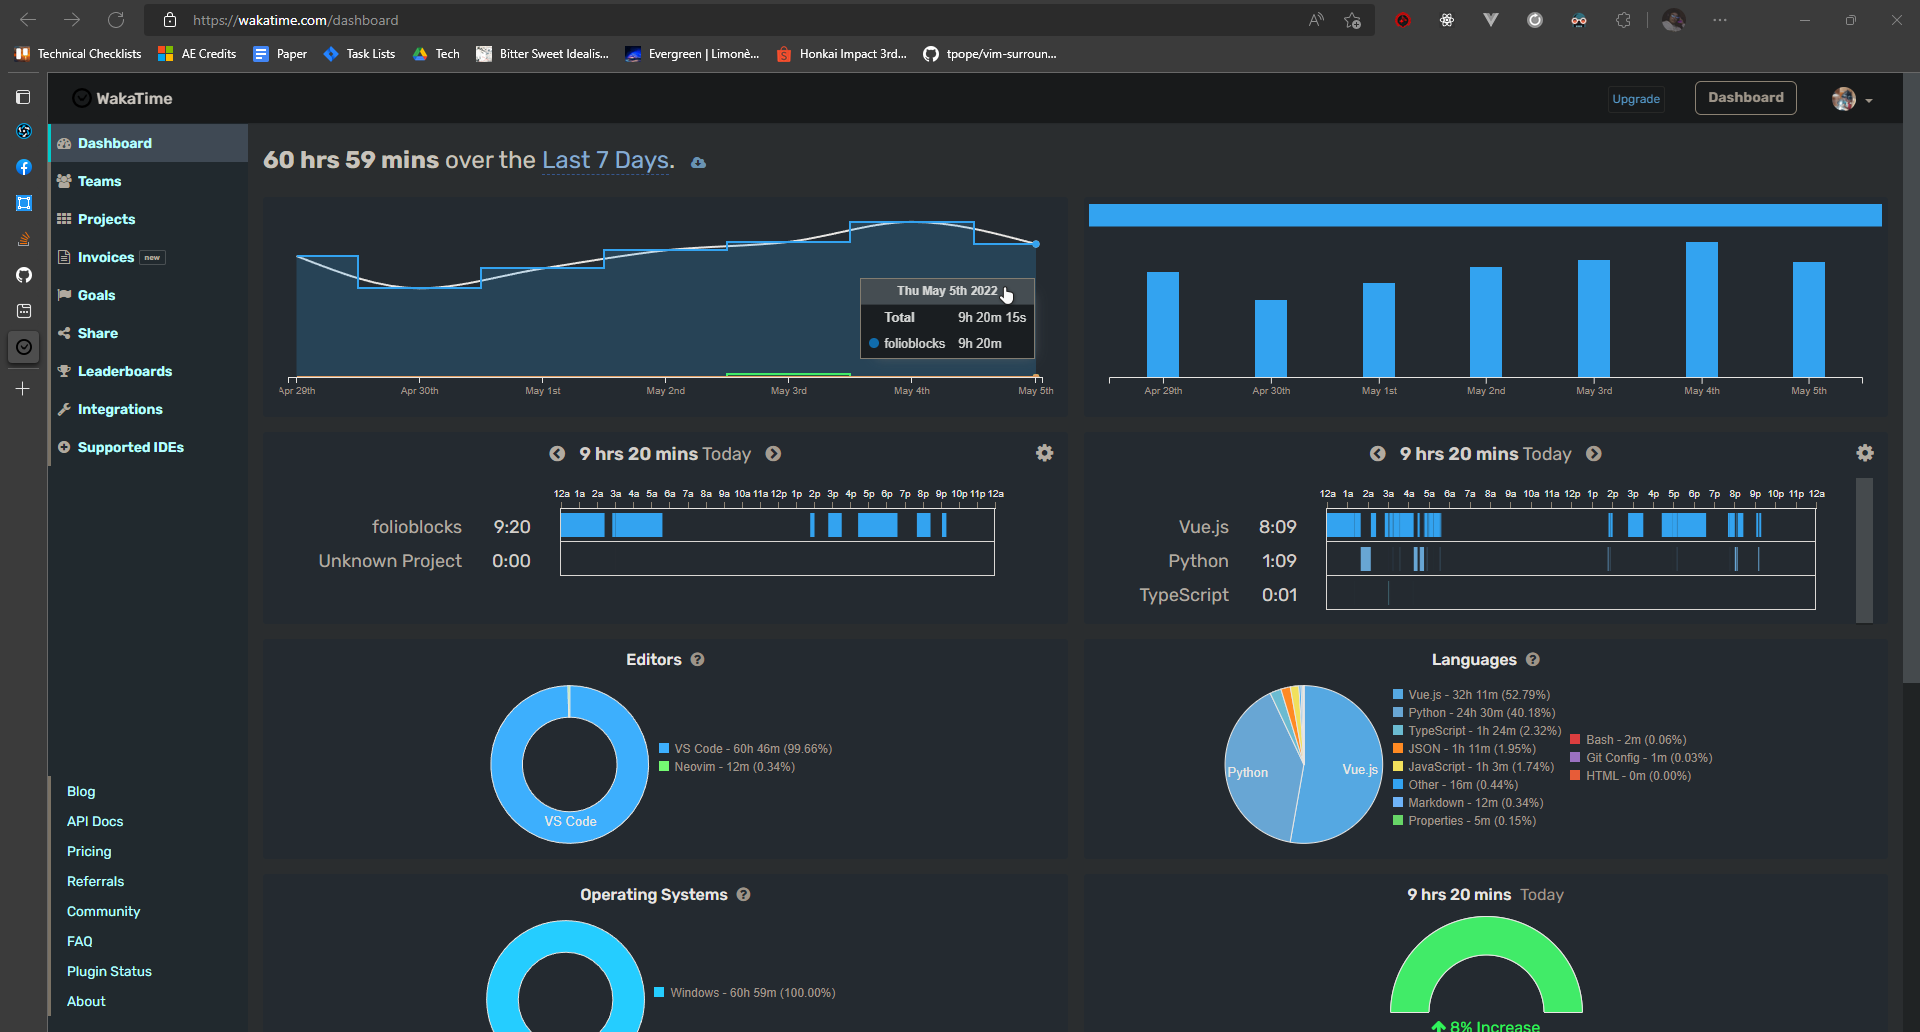 https://wakatime.com/dashboard
Technical Checklists
AE Credits
Paper
Task Lists
Tech
Bitter Sweet Idealis...
Evergreen | Limonè...
Honkai Impact 3rd...
tpope/vim-surroun...
WakaTime
Upgrade
Dashboard
Dashboard
Teams
Projects
Invoices new
Goals
Share
Leaderboards
Integrations
Supported IDEs
Blog
API Docs
Pricing
Referrals
Community
FAQ
Plugin Status
About
60 hrs 59 mins over the Last 7 Days.
Thu May 5th 2022
Total 9h 20m 15s
folioblocks 9h 20m
Apr 29th Apr 30th May 1st May 2nd May 3rd May 4th May 5th
Apr 29th Apr 30th May 1st May 2nd May 3rd May 4th May 5th
9 hrs 20 mins Today
12a 1a 2a 3a 4a 5a 6a 7a 8a 9a 10a 11a 12p 1p 2p 3p 4p 5p 6p 7p 8p 9p 10p 11p 12a
folioblocks 9:20
Unknown Project 0:00
9 hrs 20 mins Today
12a 1a 2a 3a 4a 5a 6a 7a 8a 9a 10a 11a 12p 1p 2p 3p 4p 5p 6p 7p 8p 9p 10p 11p 12a
Vue.js 8:09
Python 1:09
TypeScript 0:01
Editors
VS Code
VS Code - 60h 46m (99.66%)
Neovim - 12m (0.34%)
Languages
Python
Vue.js
Vue.js - 32h 11m (52.79%)
Python - 24h 30m (40.18%)
TypeScript - 1h 24m (2.32%)
JSON - 1h 11m (1.95%)
JavaScript - 1h 3m (1.74%)
Other - 16m (0.44%)
Markdown - 12m (0.34%)
Properties - 5m (0.15%)
Bash - 2m (0.06%)
Git Config - 1m (0.03%)
HTML - 0m (0.00%)
Operating Systems
Windows - 60h 59m (100.00%)
9 hrs 20 mins Today
8% Increase